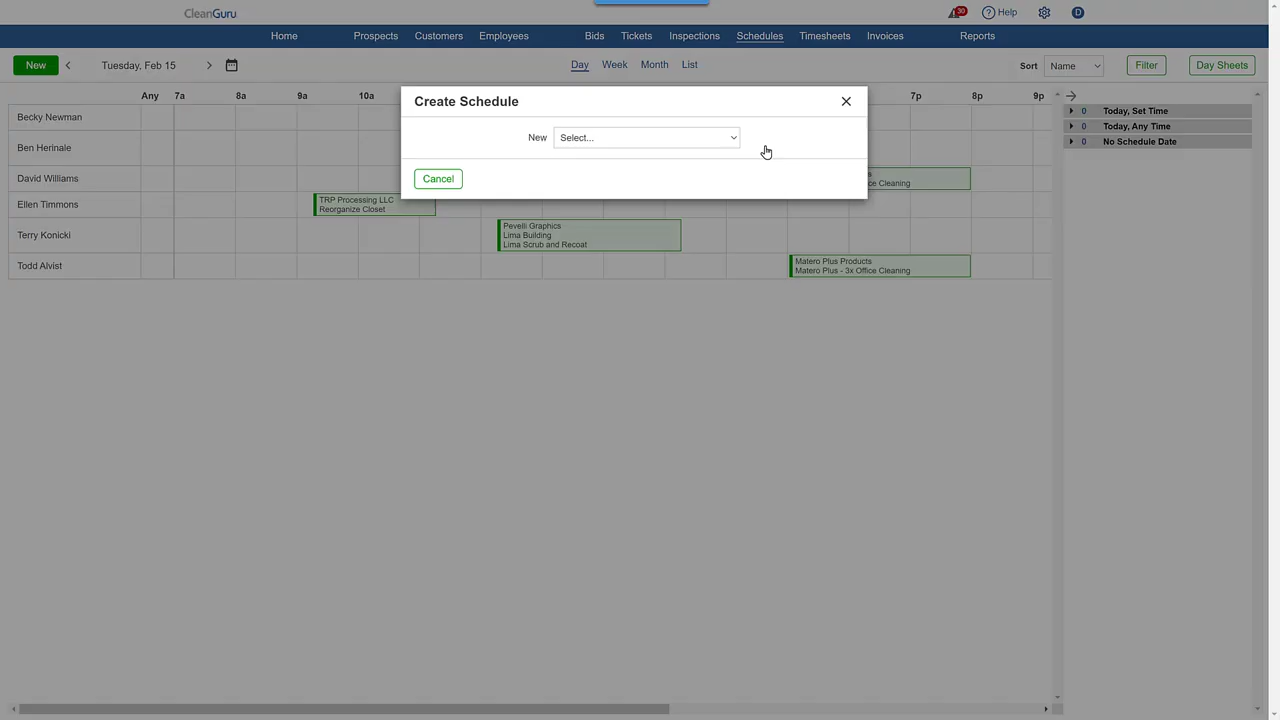 CleanGuru
30
Help
D
Home
Prospects
Customers
Employees
Bids
Tickets
Inspections
Schedules
Timesheets
Invoices
Reports
New
Tuesday, Feb 15
Day
Week
Month
List
Sort
Name
Filter
Day Sheets
Any
7a
8a
9a
10a
7p
8p
9p
Create Schedule
New
Select...
Cancel
Becky Newman
Ben Herinale
David Williams
ce Cleaning
Ellen Timmons
TRP Processing LLC
Reorganize Closet
Terry Konicki
Pevelli Graphics
Lima Building
Lima Scrub and Recoat
Todd Alvist
Matero Plus Products
Matero Plus - 3x Office Cleaning
0 Today, Set Time
0 Today, Any Time
0 No Schedule Date